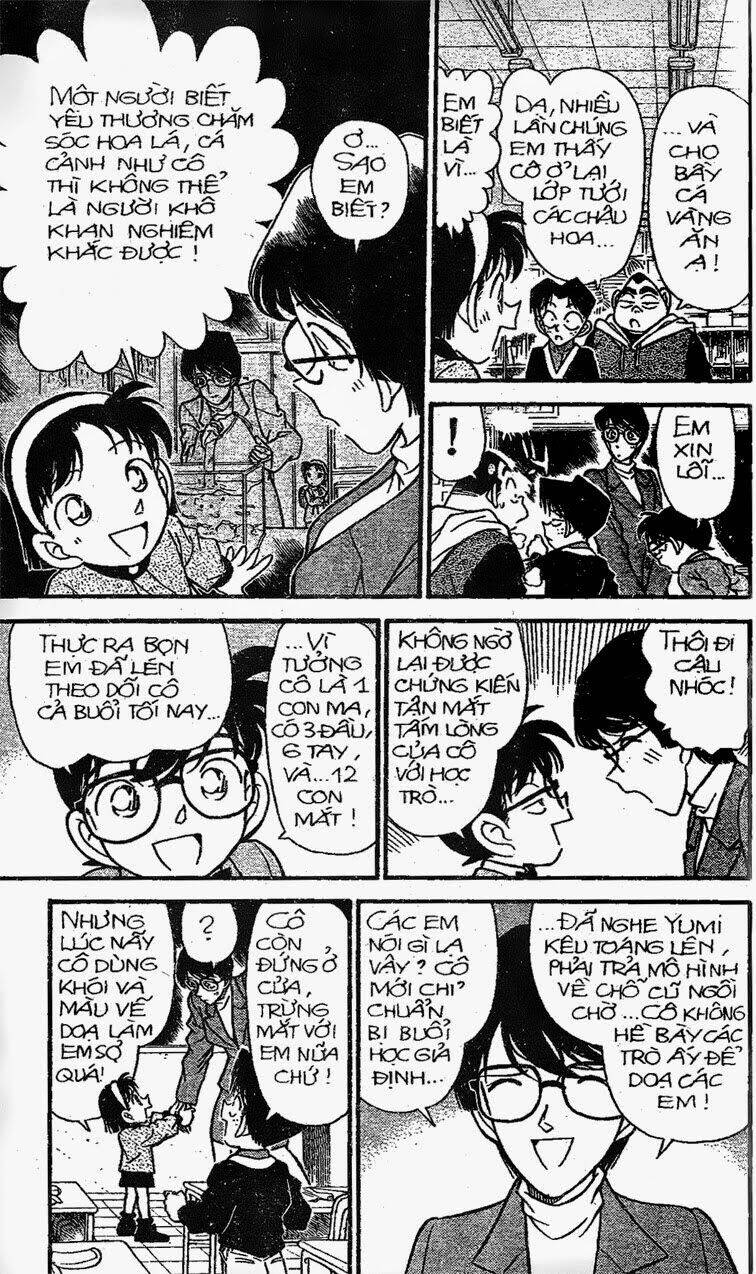 ...VÀ
CHO
BẦY
CÁ
VÀNG
ĂN
Ạ!
DẠ, NHIỀU
LẦN CHÚNG
EM THẤY
CÔ Ở LẠI
LỚP TƯỚI
CÁC CHẬU
HOA...
EM
BIẾT
LÀ
VÌ...
Ơ...
SAO
EM
BIẾT?
MỘT NGƯỜI BIẾT
YÊU THƯƠNG CHĂM
SÓC HOA LÁ, CÁ
CẢNH NHƯ CÔ
THÌ KHÔNG THỂ
LÀ NGƯỜI KHÔ
KHAN NGHIÊM
KHẮC ĐƯỢC!
EM
XIN
LỖI...
!
THÔI ĐI
CẬU
NHÓC!
KHÔNG NGỜ
LẠI ĐƯỢC
CHỨNG KIẾN
TẬN MẮT
TẤM LÒNG
CỦA CÔ
VỚI HỌC
TRÒ...
...VÌ
TƯỞNG
CÔ LÀ 1
CON MA,
CÓ 3 ĐẦU,
6 TAY,
VÀ...12
CON
MẮT!
THỰC RA BỌN
EM ĐÃ LÉN
THEO DÕI CÔ
CẢ BUỔI TỐI NAY...
...ĐÃ NGHE YUMI
KÊU TOÁNG LÊN,
PHẢI TRẢ MÔ HÌNH
VỀ CHỖ CŨ NGỒI
CHỜ...CÔ KHÔNG
HỀ BÀY CÁC
TRÒ ẤY ĐỂ
DỌA CÁC
EM!
CÁC EM
NÓI GÌ LẠ
VẬY? CÔ
MỚI CHỈ
CHUẨN
BỊ BUỔI
HỌC GIẢ
ĐỊNH...
CÔ
CÒN
ĐỨNG Ở
CỬA,
TRỪNG
MẮT VỚI
EM NỮA
CHỨ!
?
NHƯNG
LÚC NÃY
CÔ DÙNG
KHÓI VÀ
MÀU VẼ
DỌA LÀM
EM SỢ
QUÁ!